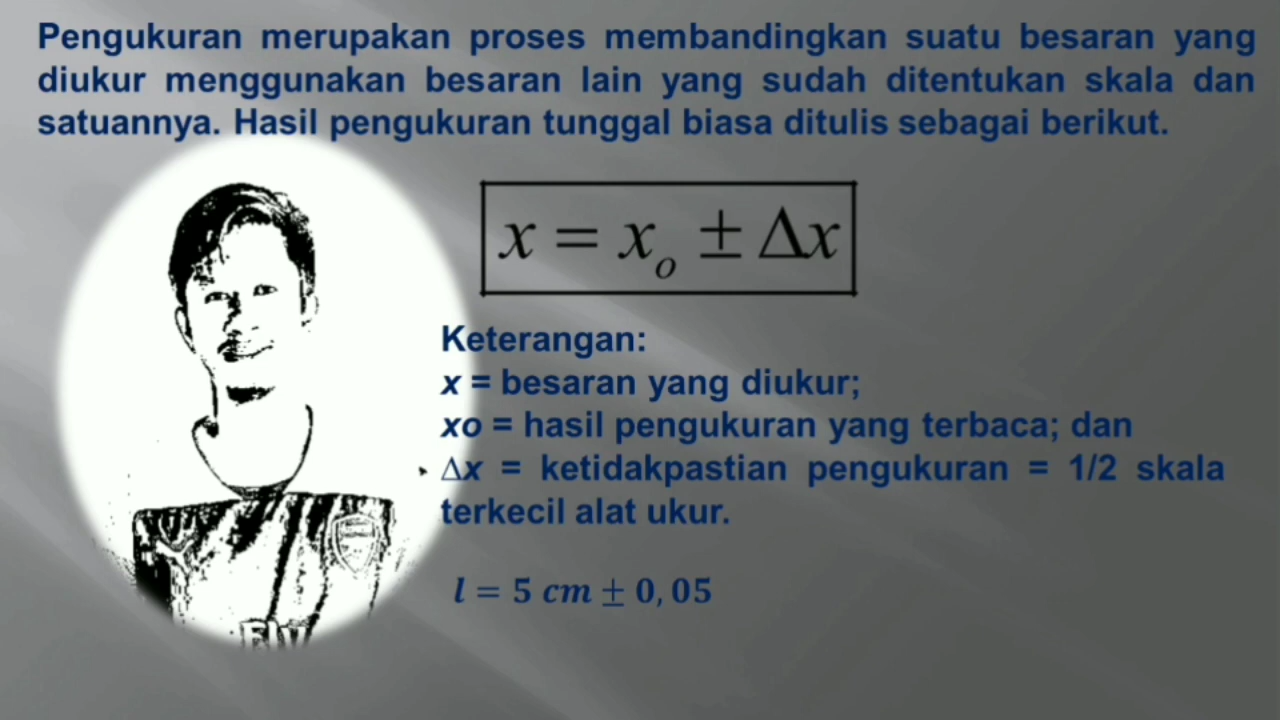 Pengukuran merupakan proses membandingkan suatu besaran yang
diukur menggunakan besaran lain yang sudah ditentukan skala dan
satuannya. Hasil pengukuran tunggal biasa ditulis sebagai berikut.
x = x₀ ± Δx
Keterangan:
x = besaran yang diukur;
xo = hasil pengukuran yang terbaca; dan
Δx = ketidakpastian pengukuran = 1/2 skala
terkecil alat ukur.
l = 5 cm ± 0,05